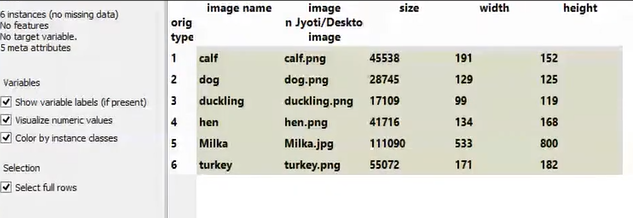 6 instances (no missing data)
No features
No target variable.
5 meta attributes
Variables
Show variable labels (if present)
Visualize numeric values
Color by instance classes
Selection
Select full rows
image name image size width height
orig n Jyoti/Deskto
type image
1 calf calf.png 45538 191 152
2 dog dog.png 28745 129 125
3 duckling duckling.png 17109 99 119
4 hen hen.png 41716 134 168
5 Milka Milka.jpg 111090 533 800
6 turkey turkey.png 55072 171 182